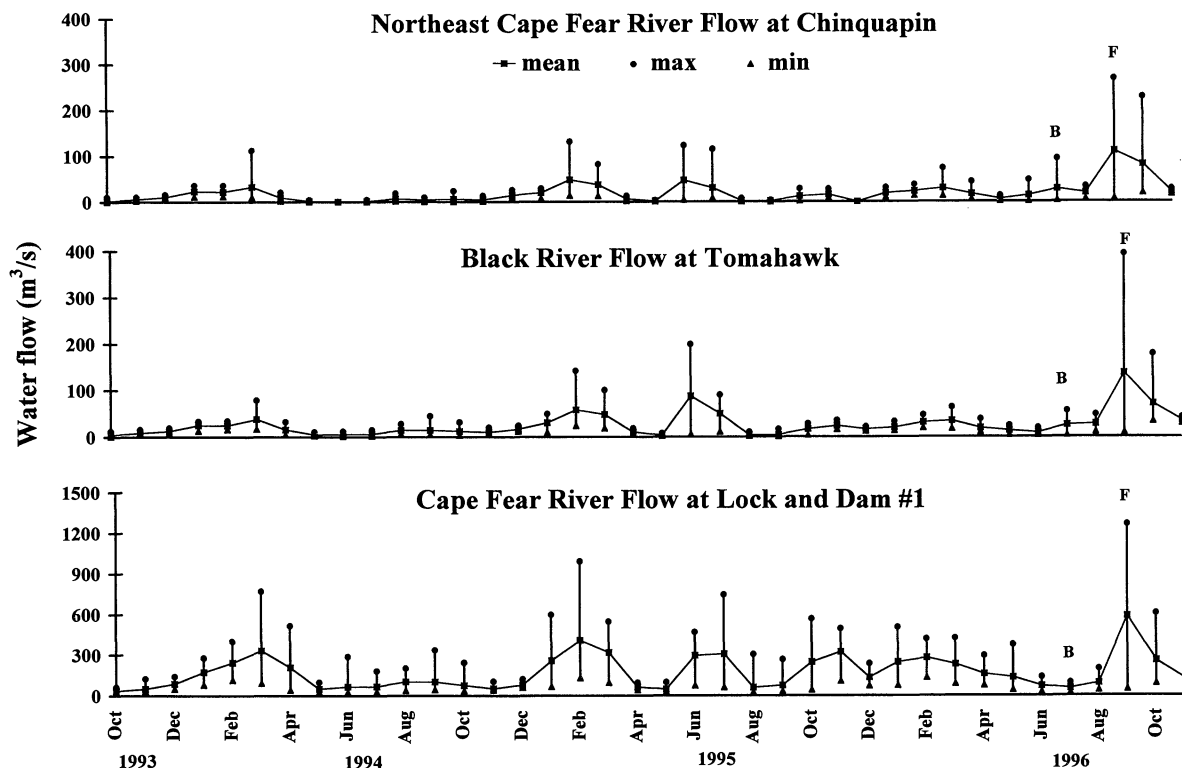 Northeast Cape Fear River Flow at Chinquapin
mean max min
400
300
200
100
0
B
F
Black River Flow at Tomahawk
400
300
200
100
0
B
F
Water flow (m³/s)
Cape Fear River Flow at Lock and Dam #1
1500
1200
900
600
300
0
B
F
Oct Dec Feb Apr Jun Aug Oct Dec Feb Apr Jun Aug Oct Dec Feb Apr Jun Aug Oct
1993 1994 1995 1996